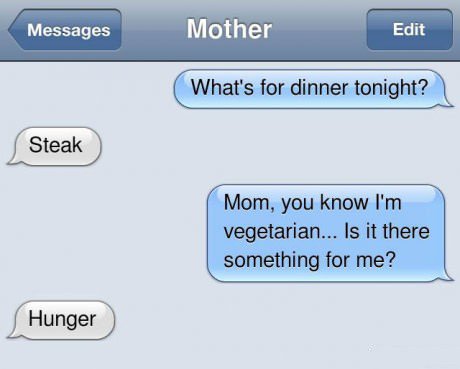 Messages
Mother
Edit
What's for dinner tonight?
Steak
Mom, you know I'm
vegetarian... Is it there
something for me?
Hunger